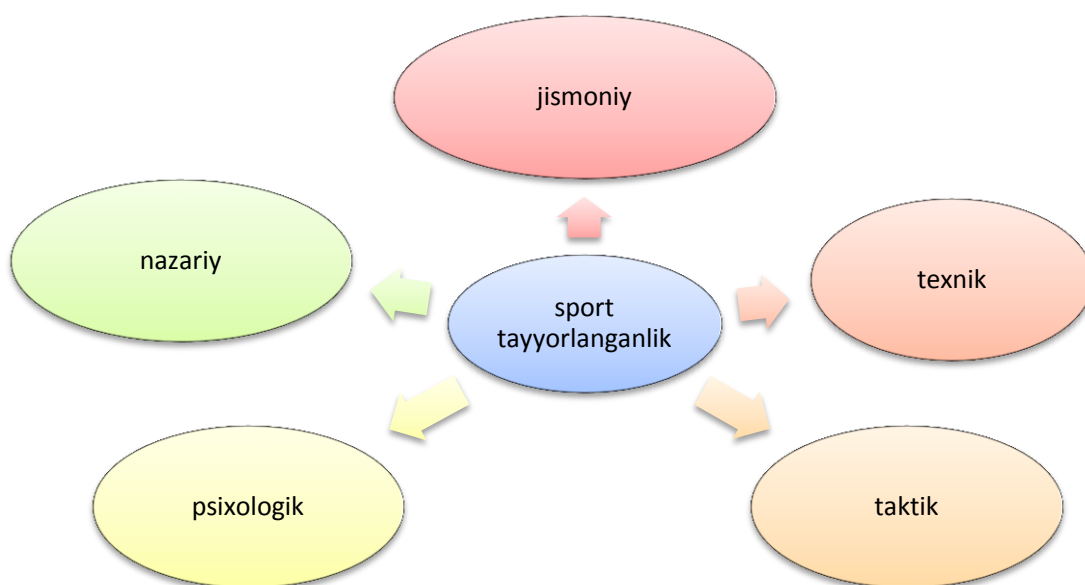 jismoniy
nazariy
texnik
sport
tayyorlanganlik
psixologik
taktik